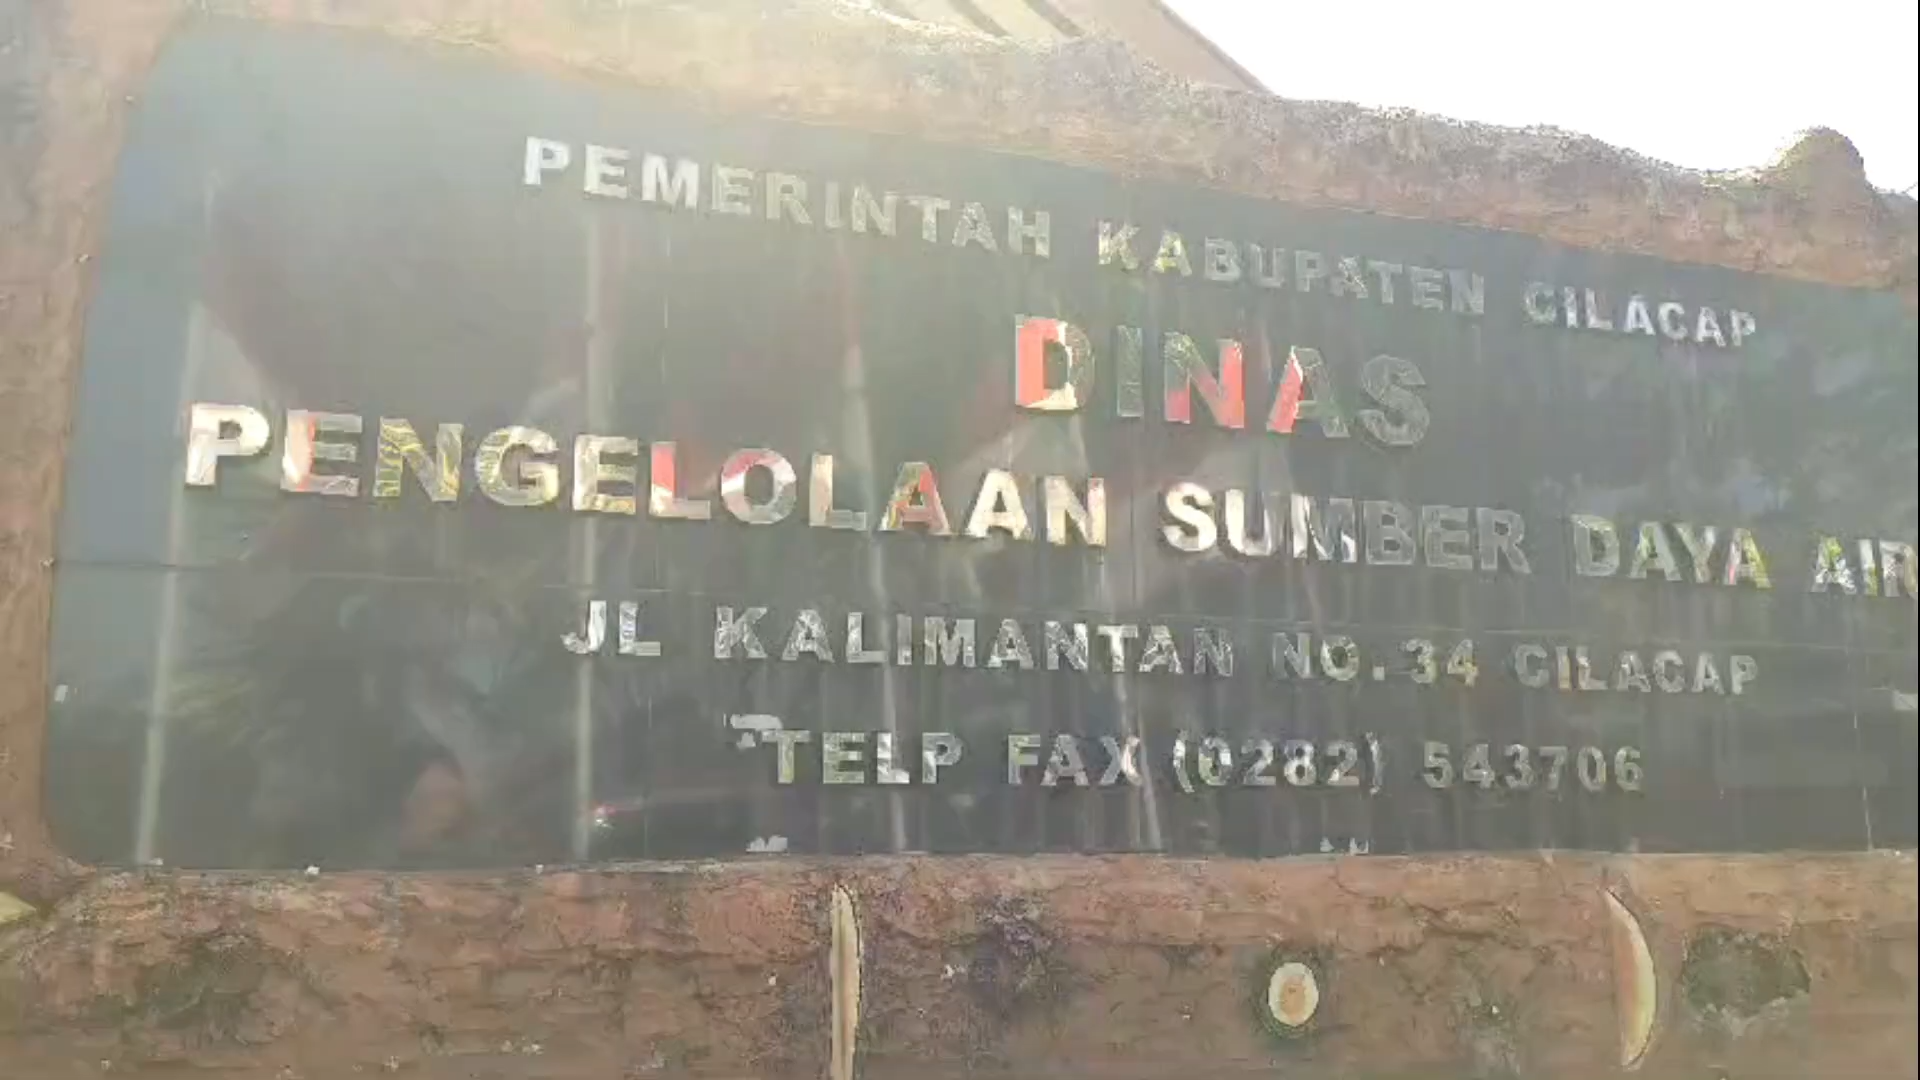 PEMERINTAH KABUPATEN CILACAP
DINAS
PENGELOLAAN SUMBER DAYA AIR
JL KALIMANTAN NO.34 CILACAP
TELP FAX (0282) 543706